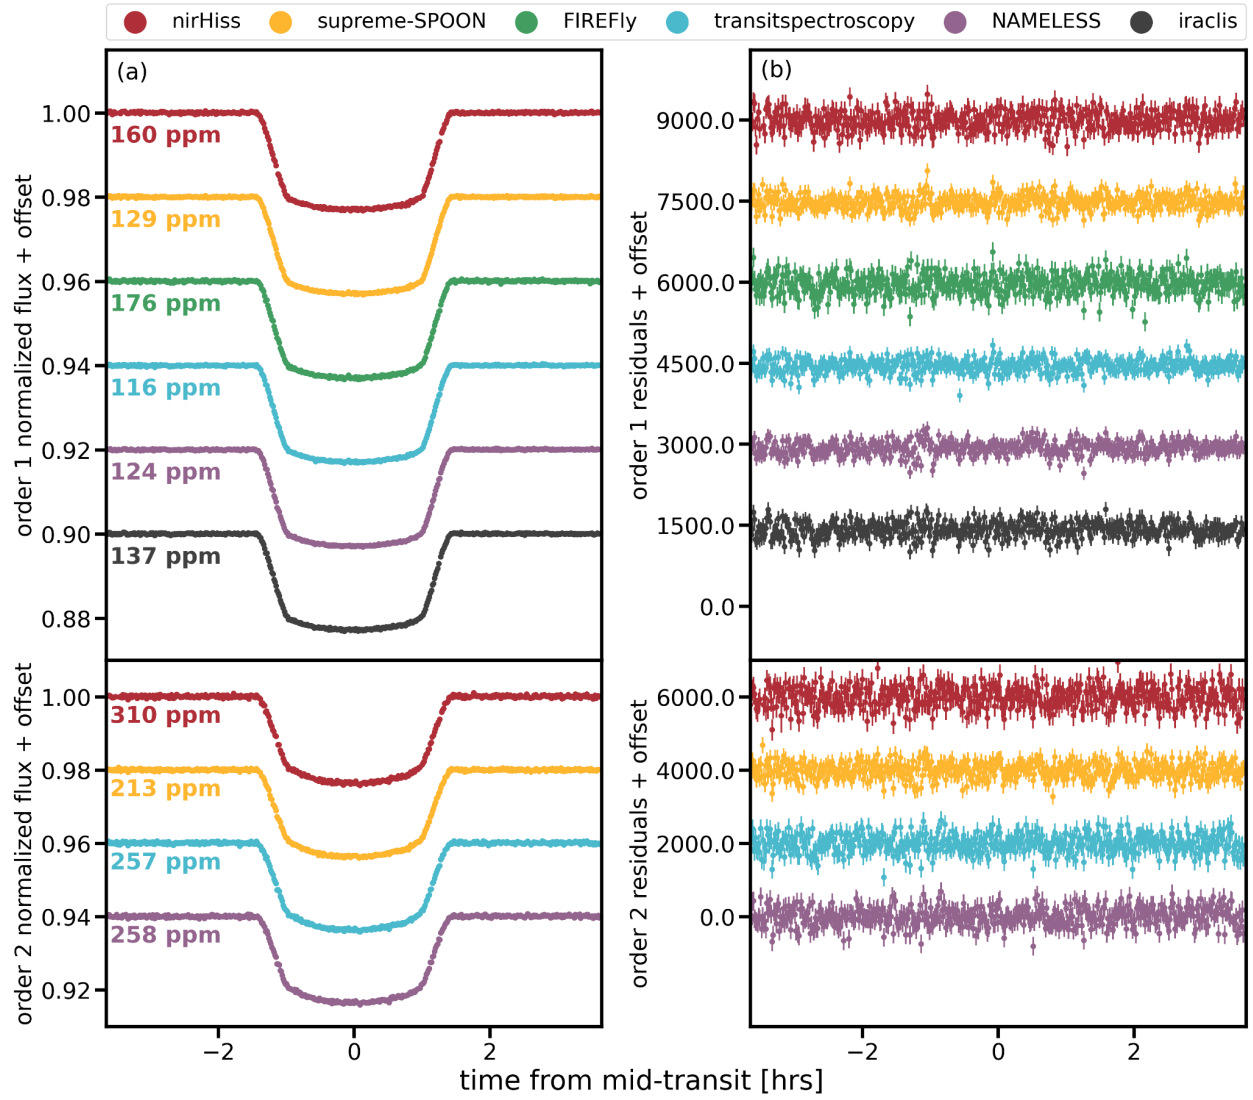 nirHiss supreme-SPOON FIREFly transitspectroscopy NAMELESS iraclis
(a)
1.00
160 ppm
0.98
129 ppm
0.96
176 ppm
0.94
116 ppm
0.92
124 ppm
0.90
137 ppm
0.88
order 1 normalized flux + offset
(b)
9000.0
7500.0
6000.0
4500.0
3000.0
1500.0
0.0
order 1 residuals + offset
1.00
310 ppm
0.98
213 ppm
0.96
257 ppm
0.94
258 ppm
0.92
order 2 normalized flux + offset
−2 0 2
6000.0
4000.0
2000.0
0.0
order 2 residuals + offset
−2 0 2
time from mid-transit [hrs]